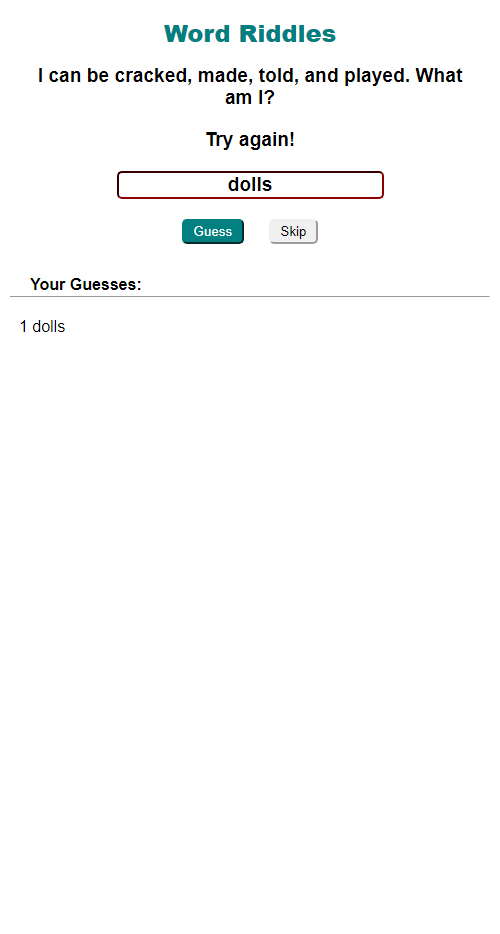 Word Riddles
I can be cracked, made, told, and played. What
am I?
Try again!
dolls
Guess Skip
Your Guesses:
1 dolls